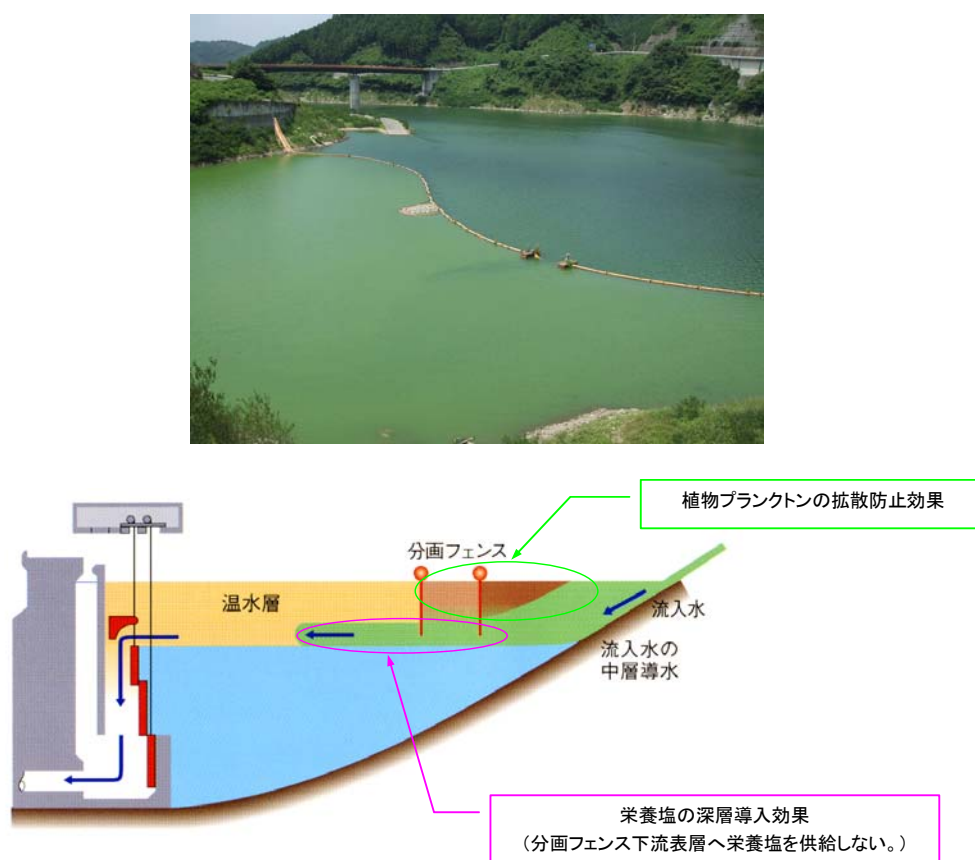 植物プランクトンの拡散防止効果
分画フェンス
温水層
流入水
流入水の
中層導水
栄養塩の深層導入効果
（分画フェンス下流表層へ栄養塩を供給しない。）